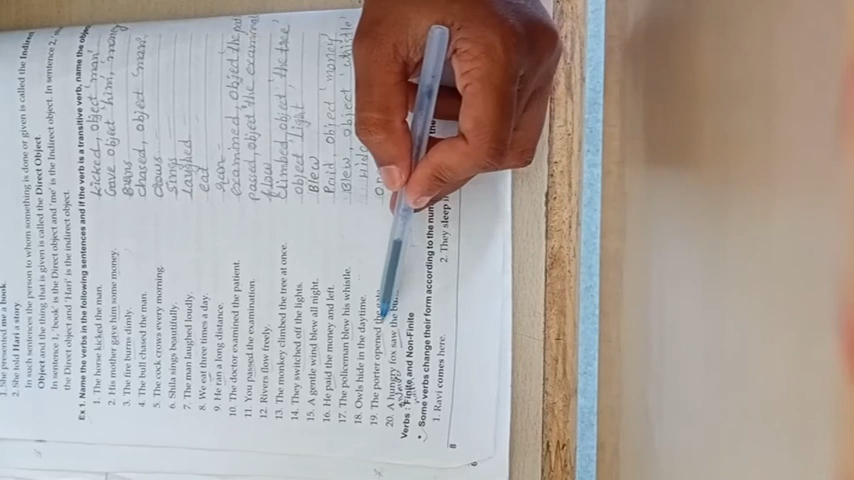 1. She presented me a book.
2. She told Hari a story.
In such sentences the person to whom something is done or given is called the Indirect
Object and the thing that is given is called the Direct Object.
In sentence 1, 'book' is the Direct object and 'me' is the Indirect object. In sentence 2,
the Direct object and 'Hari' is the indirect object.
Ex 1. Name the verbs in the following sentences and if the verb is a transitive verb, name the object
1. The horse kicked the man. kicked, object 'man'
2. His mother gave him some money. Gave object 'him, money
3. The fire burns dimly. Burns
4. The bull chased the man. chased, object 'man'.
5. The cock crows every morning. Crows
6. Shila sings beautifully. sings
7. The man laughed loudly. laughed
8. We eat three times a day. eat
9. He ran a long distance. ran
10. The doctor examined the patient. examined, object 'the
11. You passed the examination. passed, object 'the examina
12. Rivers flow freely. flow
13. The monkey climbed the tree at once. climbed, object 'the tree'
14. They switched off the lights. object light
15. A gentle wind blew all night. Blew
16. He paid the money and left. Paid, object 'money'
17. The policeman blew his whistle. Blew, object 'whistle'
18. Owls hide in the daytime. hide
19. The porter opened the gate
20. A hungry fox saw the
Verbs : Finite and Non-Finite
• Some verbs change their form according to the num
1. Ravi comes here. 2. They sleep
8